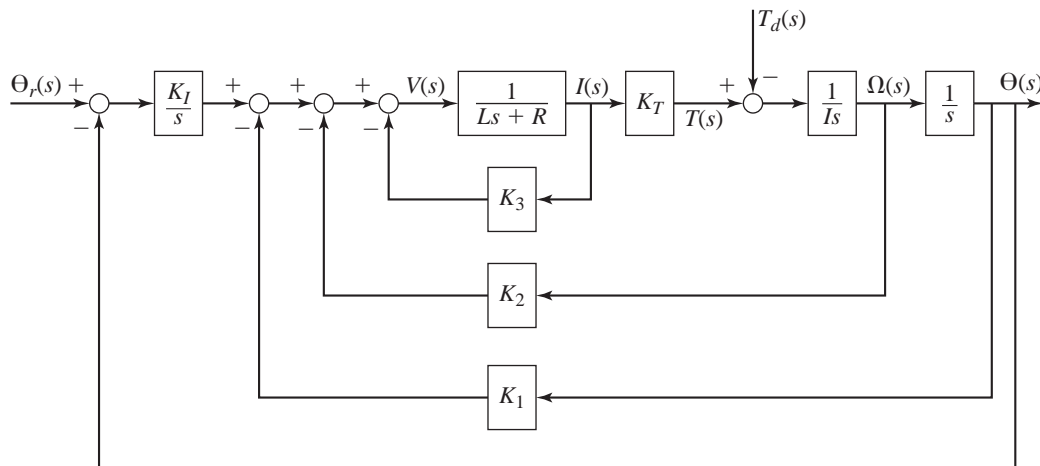 T_d(s)
Θ_r(s) + K_I/s + + + V(s) 1/(Ls + R) I(s) K_T T(s) + − 1/(Is) Ω(s) 1/s Θ(s)
− − − −
K_3
K_2
K_1